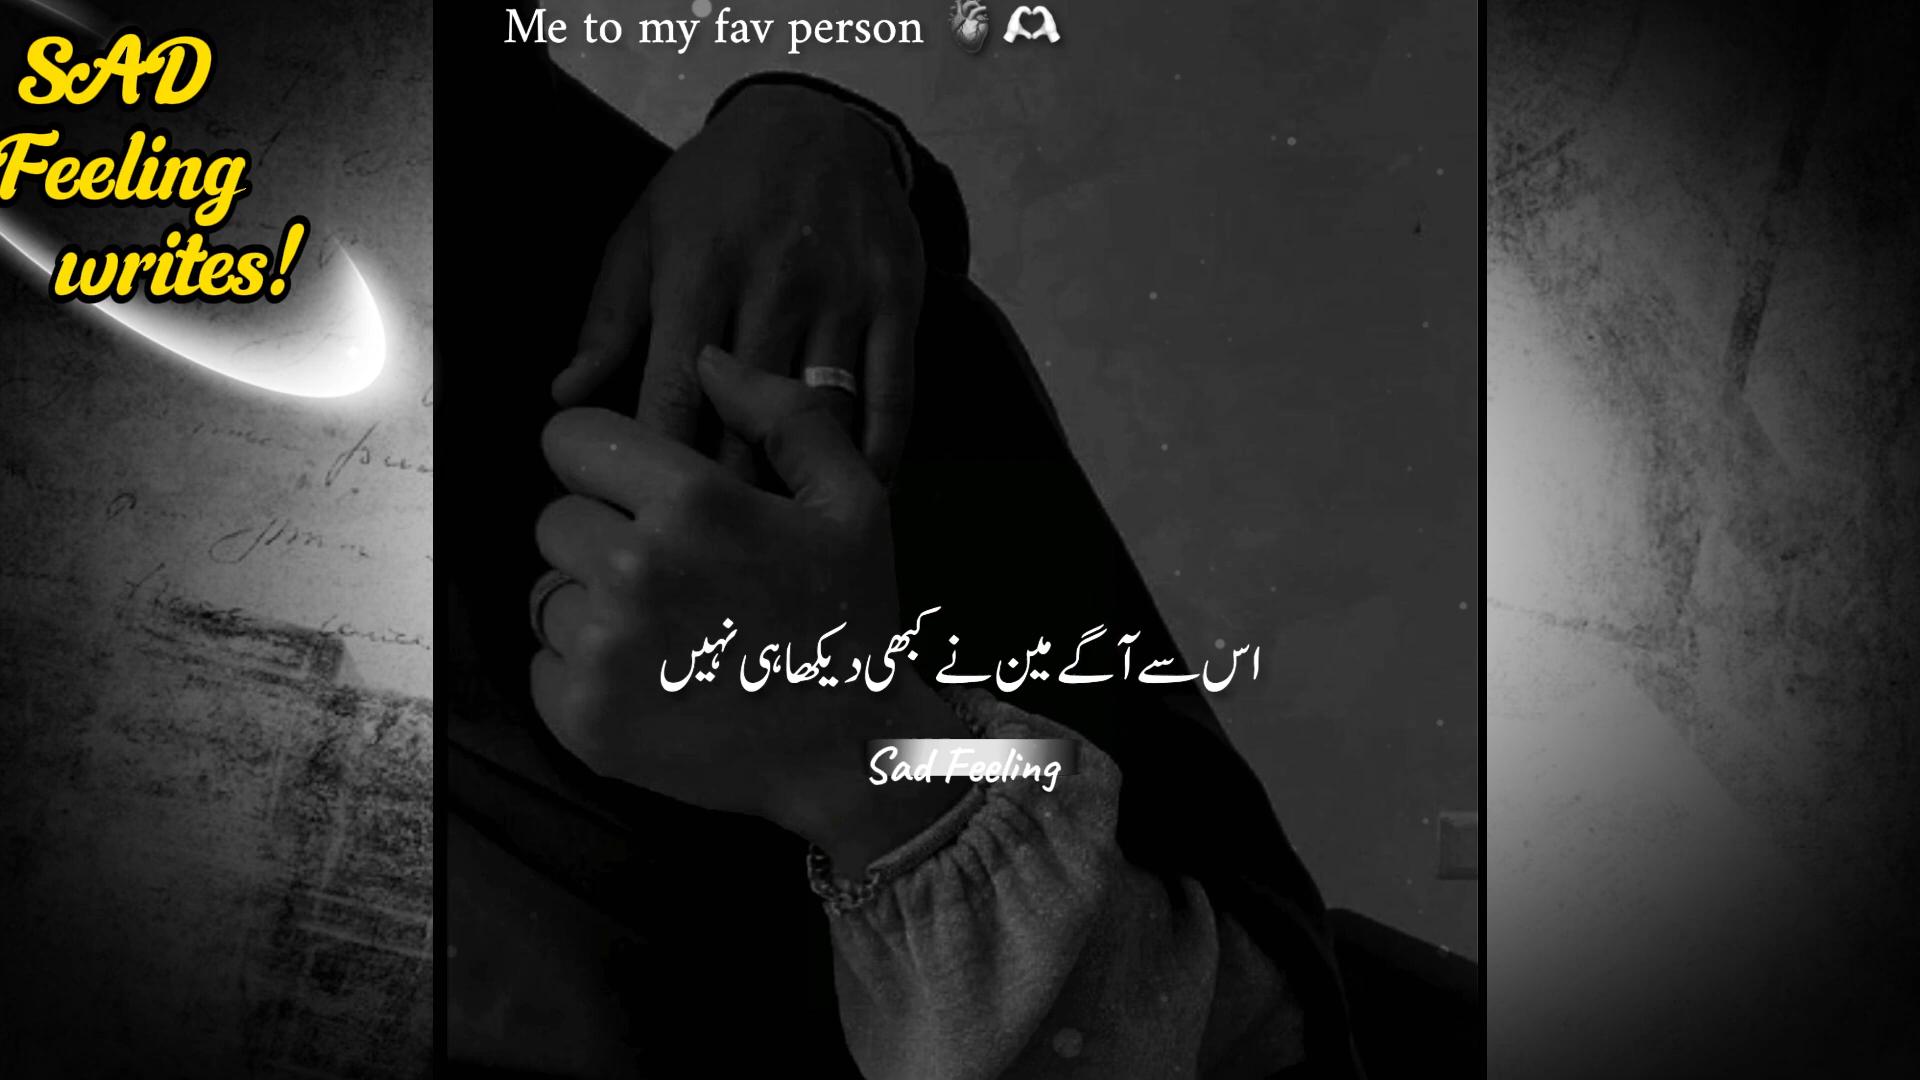 Me to my fav person 🫀🫶
SAD
Feeling
writes!
اس سے آگے مین نے کبھی دیکھا ہی نہیں
Sad Feeling